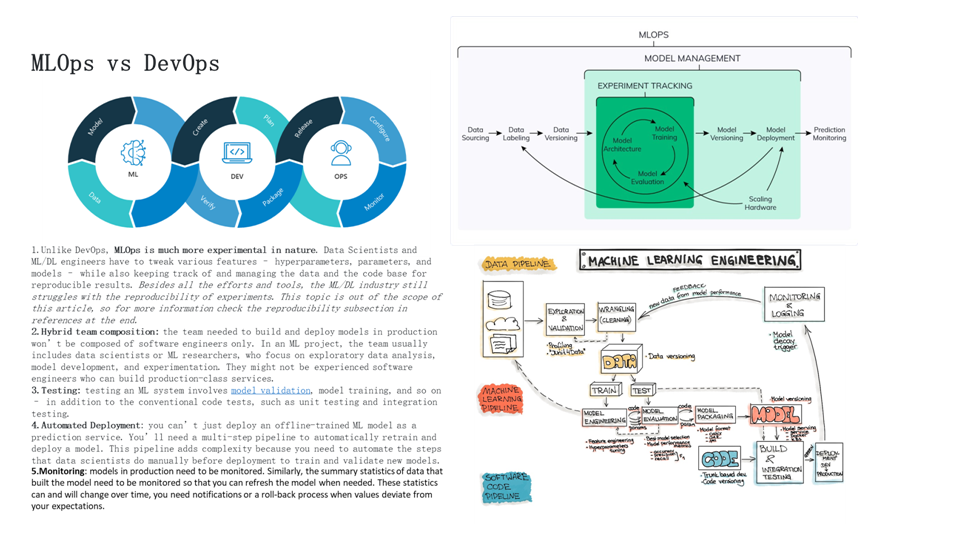 MLOps vs DevOps
Model
Data
ML
Create
Plan
Verify
Package
DEV
Release
Configure
Monitor
OPS
1.Unlike DevOps, MLOps is much more experimental in nature. Data Scientists and
ML/DL engineers have to tweak various features – hyperparameters, parameters, and
models – while also keeping track of and managing the data and the code base for
reproducible results. Besides all the efforts and tools, the ML/DL industry still
struggles with the reproducibility of experiments. This topic is out of the scope of
this article, so for more information check the reproducibility subsection in
references at the end.
2.Hybrid team composition: the team needed to build and deploy models in production
won't be composed of software engineers only. In an ML project, the team usually
includes data scientists or ML researchers, who focus on exploratory data analysis,
model development, and experimentation. They might not be experienced software
engineers who can build production-class services.
3.Testing: testing an ML system involves model validation, model training, and so on
– in addition to the conventional code tests, such as unit testing and integration
testing.
4.Automated Deployment: you can't just deploy an offline-trained ML model as a
prediction service. You'll need a multi-step pipeline to automatically retrain and
deploy a model. This pipeline adds complexity because you need to automate the steps
that data scientists do manually before deployment to train and validate new models.
5.Monitoring: models in production need to be monitored. Similarly, the summary statistics of data that
built the model need to be monitored so that you can refresh the model when needed. These statistics
can and will change over time, you need notifications or a roll-back process when values deviate from
your expectations.
MLOPS
MODEL MANAGEMENT
EXPERIMENT TRACKING
Data
Sourcing
Data
Labeling
Data
Versioning
Model
Architecture
Model
Training
Model
Evaluation
Model
Versioning
Model
Deployment
Prediction
Monitoring
Scaling
Hardware
MACHINE LEARNING ENGINEERING
DATA PIPELINE
EXPLORATION
&
VALIDATION
WRANGLING
(CLEANING)
FEEDBACK
new data from model performance
MONITORING
&
LOGGING
• Profiling
• Model
decay
trigger
DATA
• Data versioning
TRAIN
TEST
MACHINE
LEARNING
PIPELINE
MODEL
ENGINEERING
code
params
MODEL
EVALUATION
code
MODEL
PACKAGING
• Model versioning
MODEL
• Feature engineering
• Hyperparameters
tuning
• Best model selection
• Model performance
metrics
• Model format
• Model serving
CODE
• Trunk based dev.
• Code versioning
BUILD
&
INTEGRATION
TESTING
DEPLOY-
MENT
DEV
PRODUCTION
SOFTWARE
CODE
PIPELINE